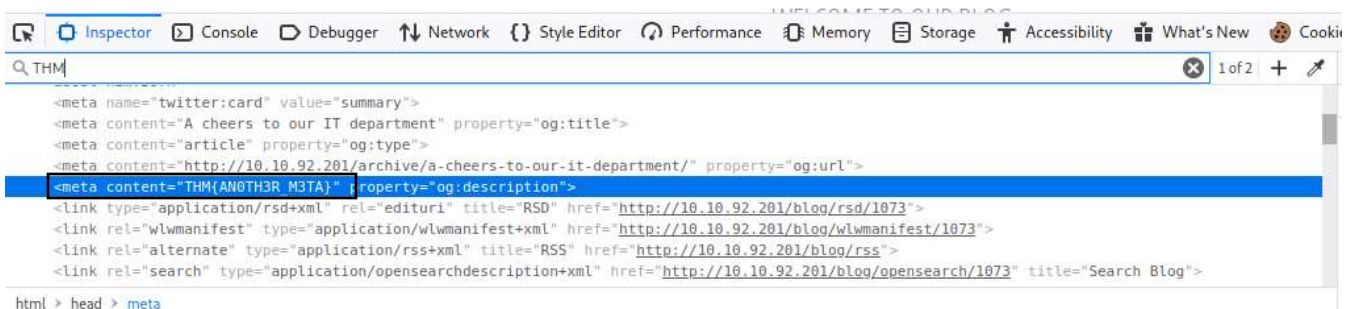 WELCOME TO OUR BLOG
Inspector Console Debugger Network {} Style Editor Performance Memory Storage Accessibility What's New Cookie
THM 1 of 2 +
<meta name="twitter:card" value="summary">
<meta content="A cheers to our IT department" property="og:title">
<meta content="article" property="og:type">
<meta content="http://10.10.92.201/archive/a-cheers-to-our-it-department/" property="og:url">
<meta content="THM{AN0TH3R_M3TA}" property="og:description">
<link type="application/rsd+xml" rel="edituri" title="RSD" href="http://10.10.92.201/blog/rsd/1073">
<link rel="wlwmanifest" type="application/wlwmanifest+xml" href="http://10.10.92.201/blog/wlwmanifest/1073">
<link rel="alternate" type="application/rss+xml" title="RSS" href="http://10.10.92.201/blog/rss">
<link rel="search" type="application/opensearchdescription+xml" href="http://10.10.92.201/blog/opensearch/1073" title="Search Blog">
html > head > meta